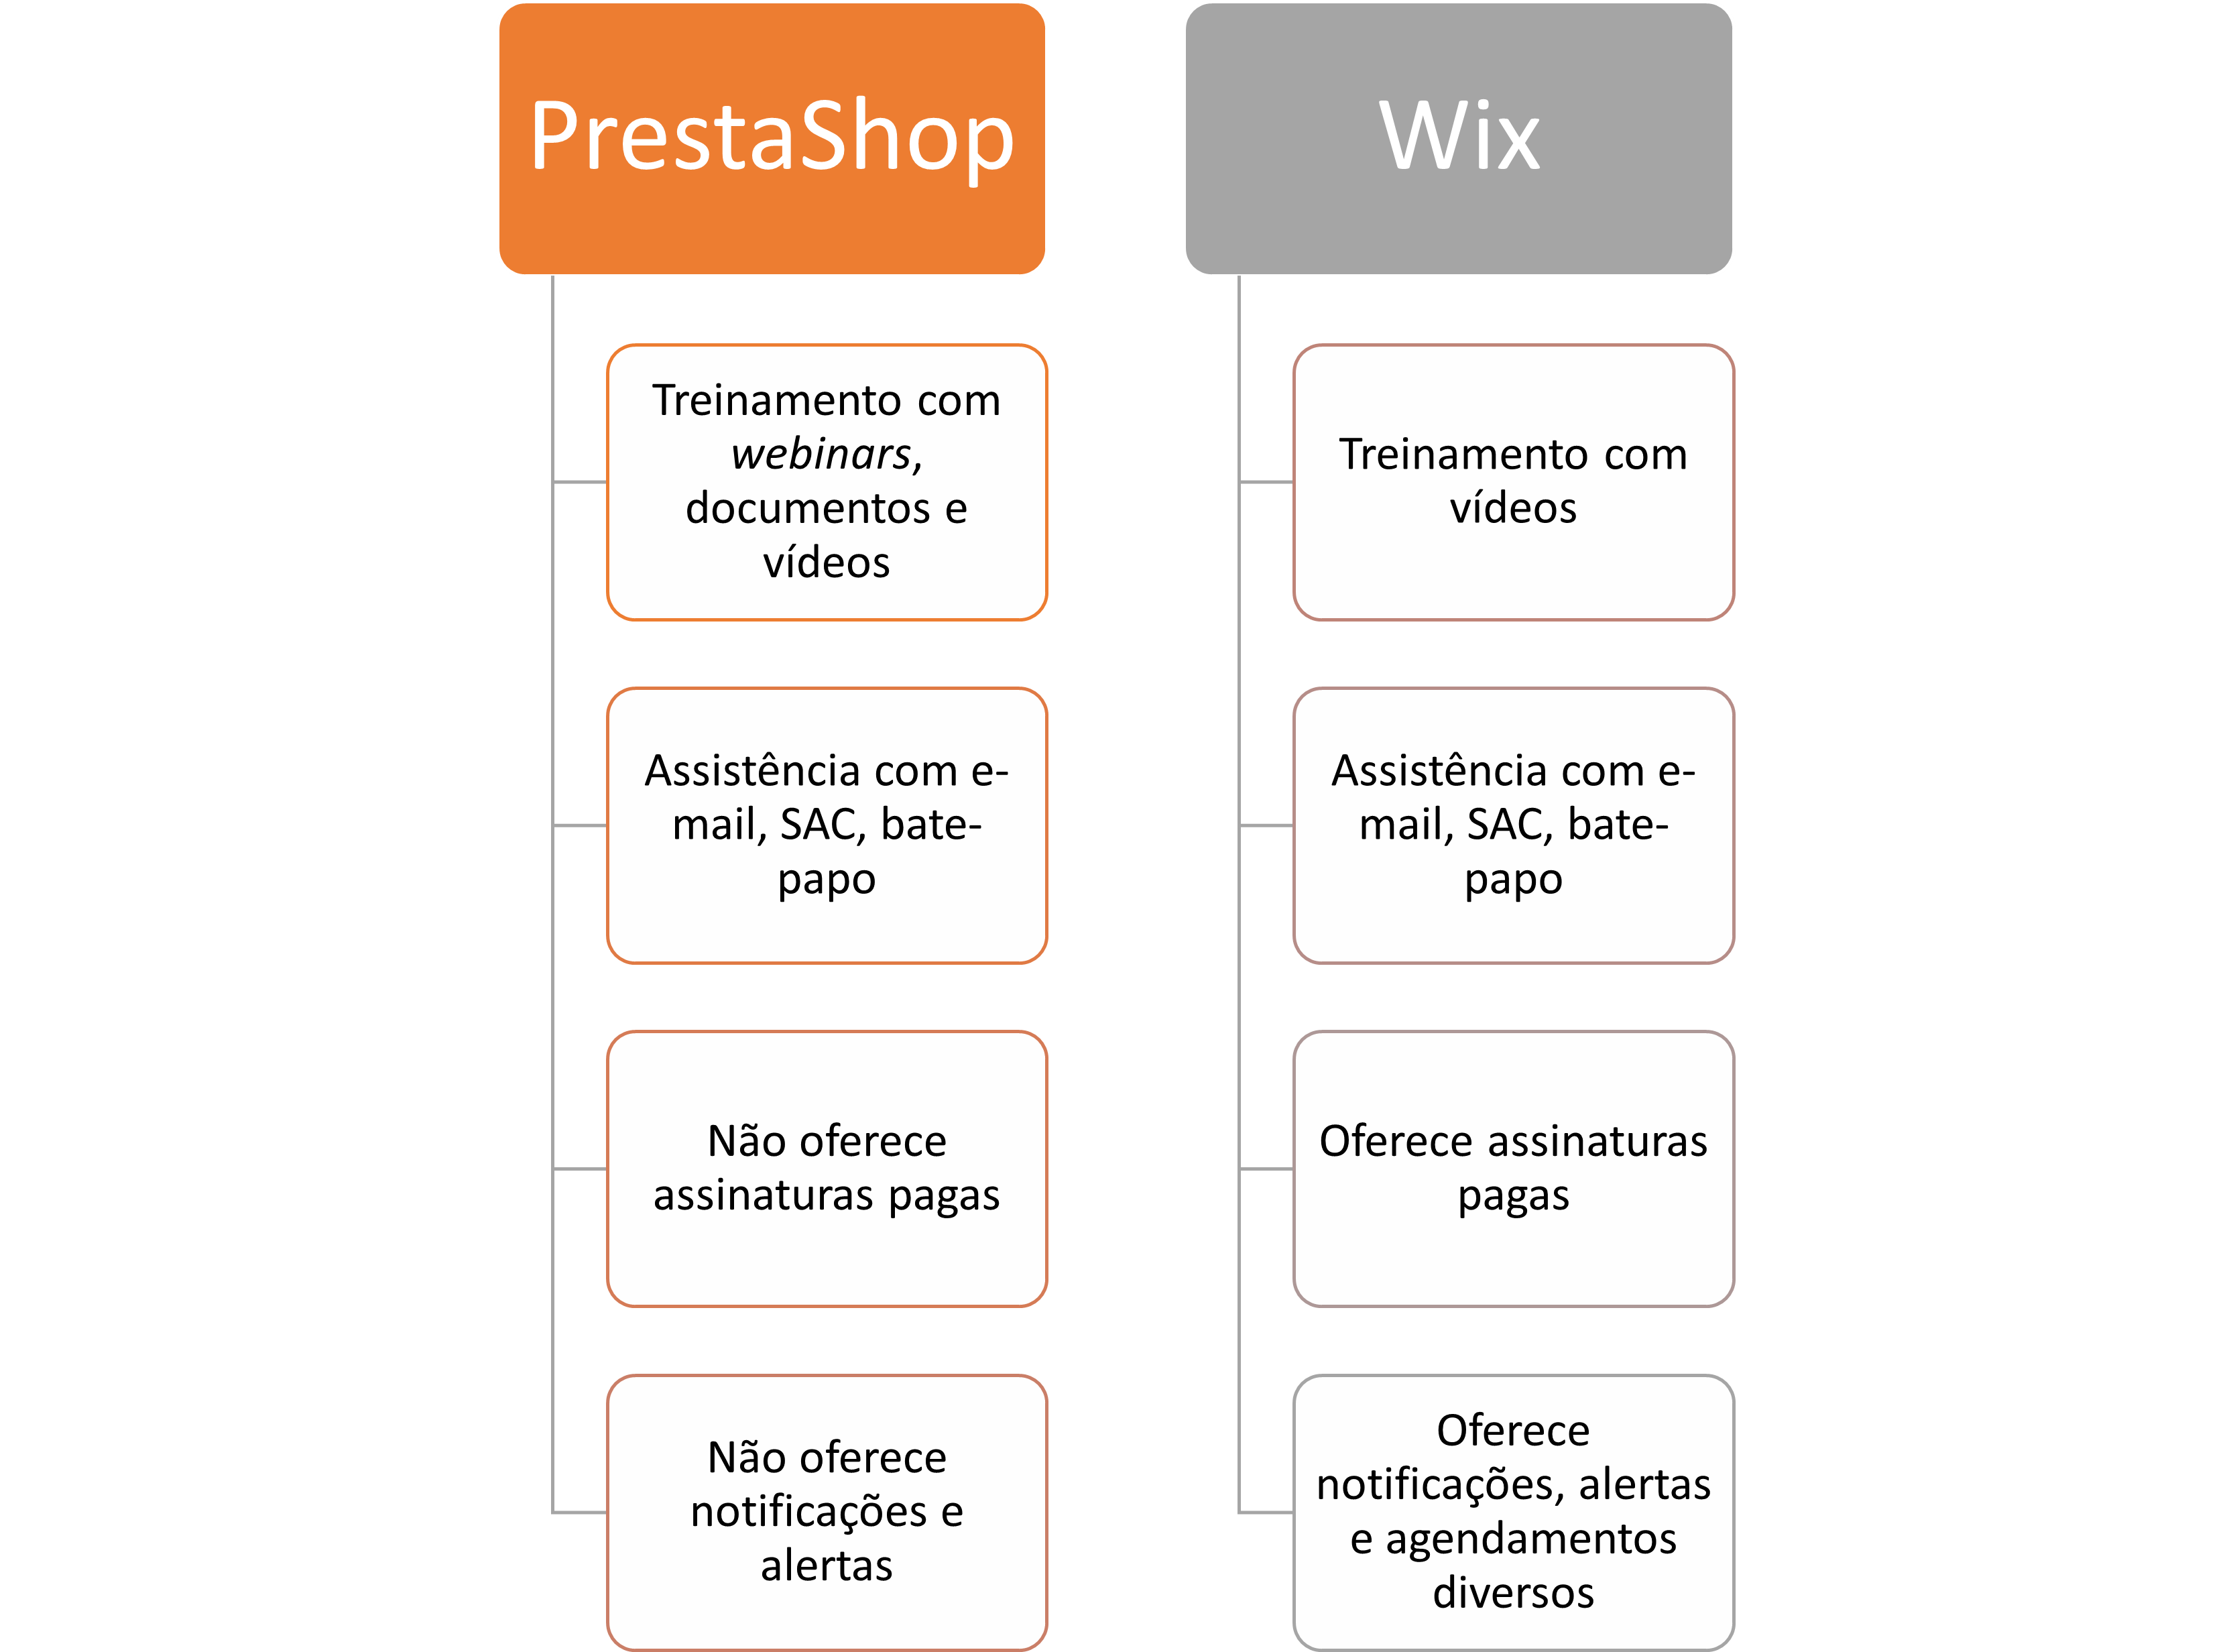 PrestaShop
Treinamento com
webinars,
documentos e
vídeos
Assistência com e-
mail, SAC, bate-
papo
Não oferece
assinaturas pagas
Não oferece
notificações e
alertas
Wix
Treinamento com
vídeos
Assistência com e-
mail, SAC, bate-
papo
Oferece assinaturas
pagas
Oferece
notificações, alertas
e agendamentos
diversos